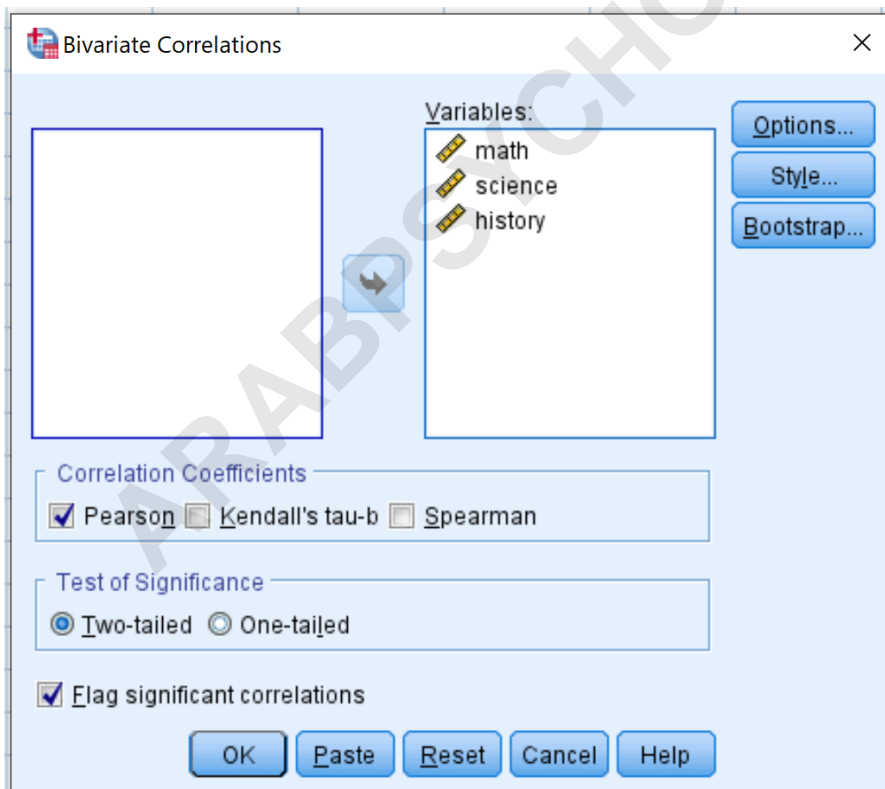 Bivariate Correlations
Variables:
math
science
history
Options...
Style...
Bootstrap...
Correlation Coefficients
Pearson Kendall's tau-b Spearman
Test of Significance
Two-tailed One-tailed
Flag significant correlations
OK Paste Reset Cancel Help
ARABPSYCHO